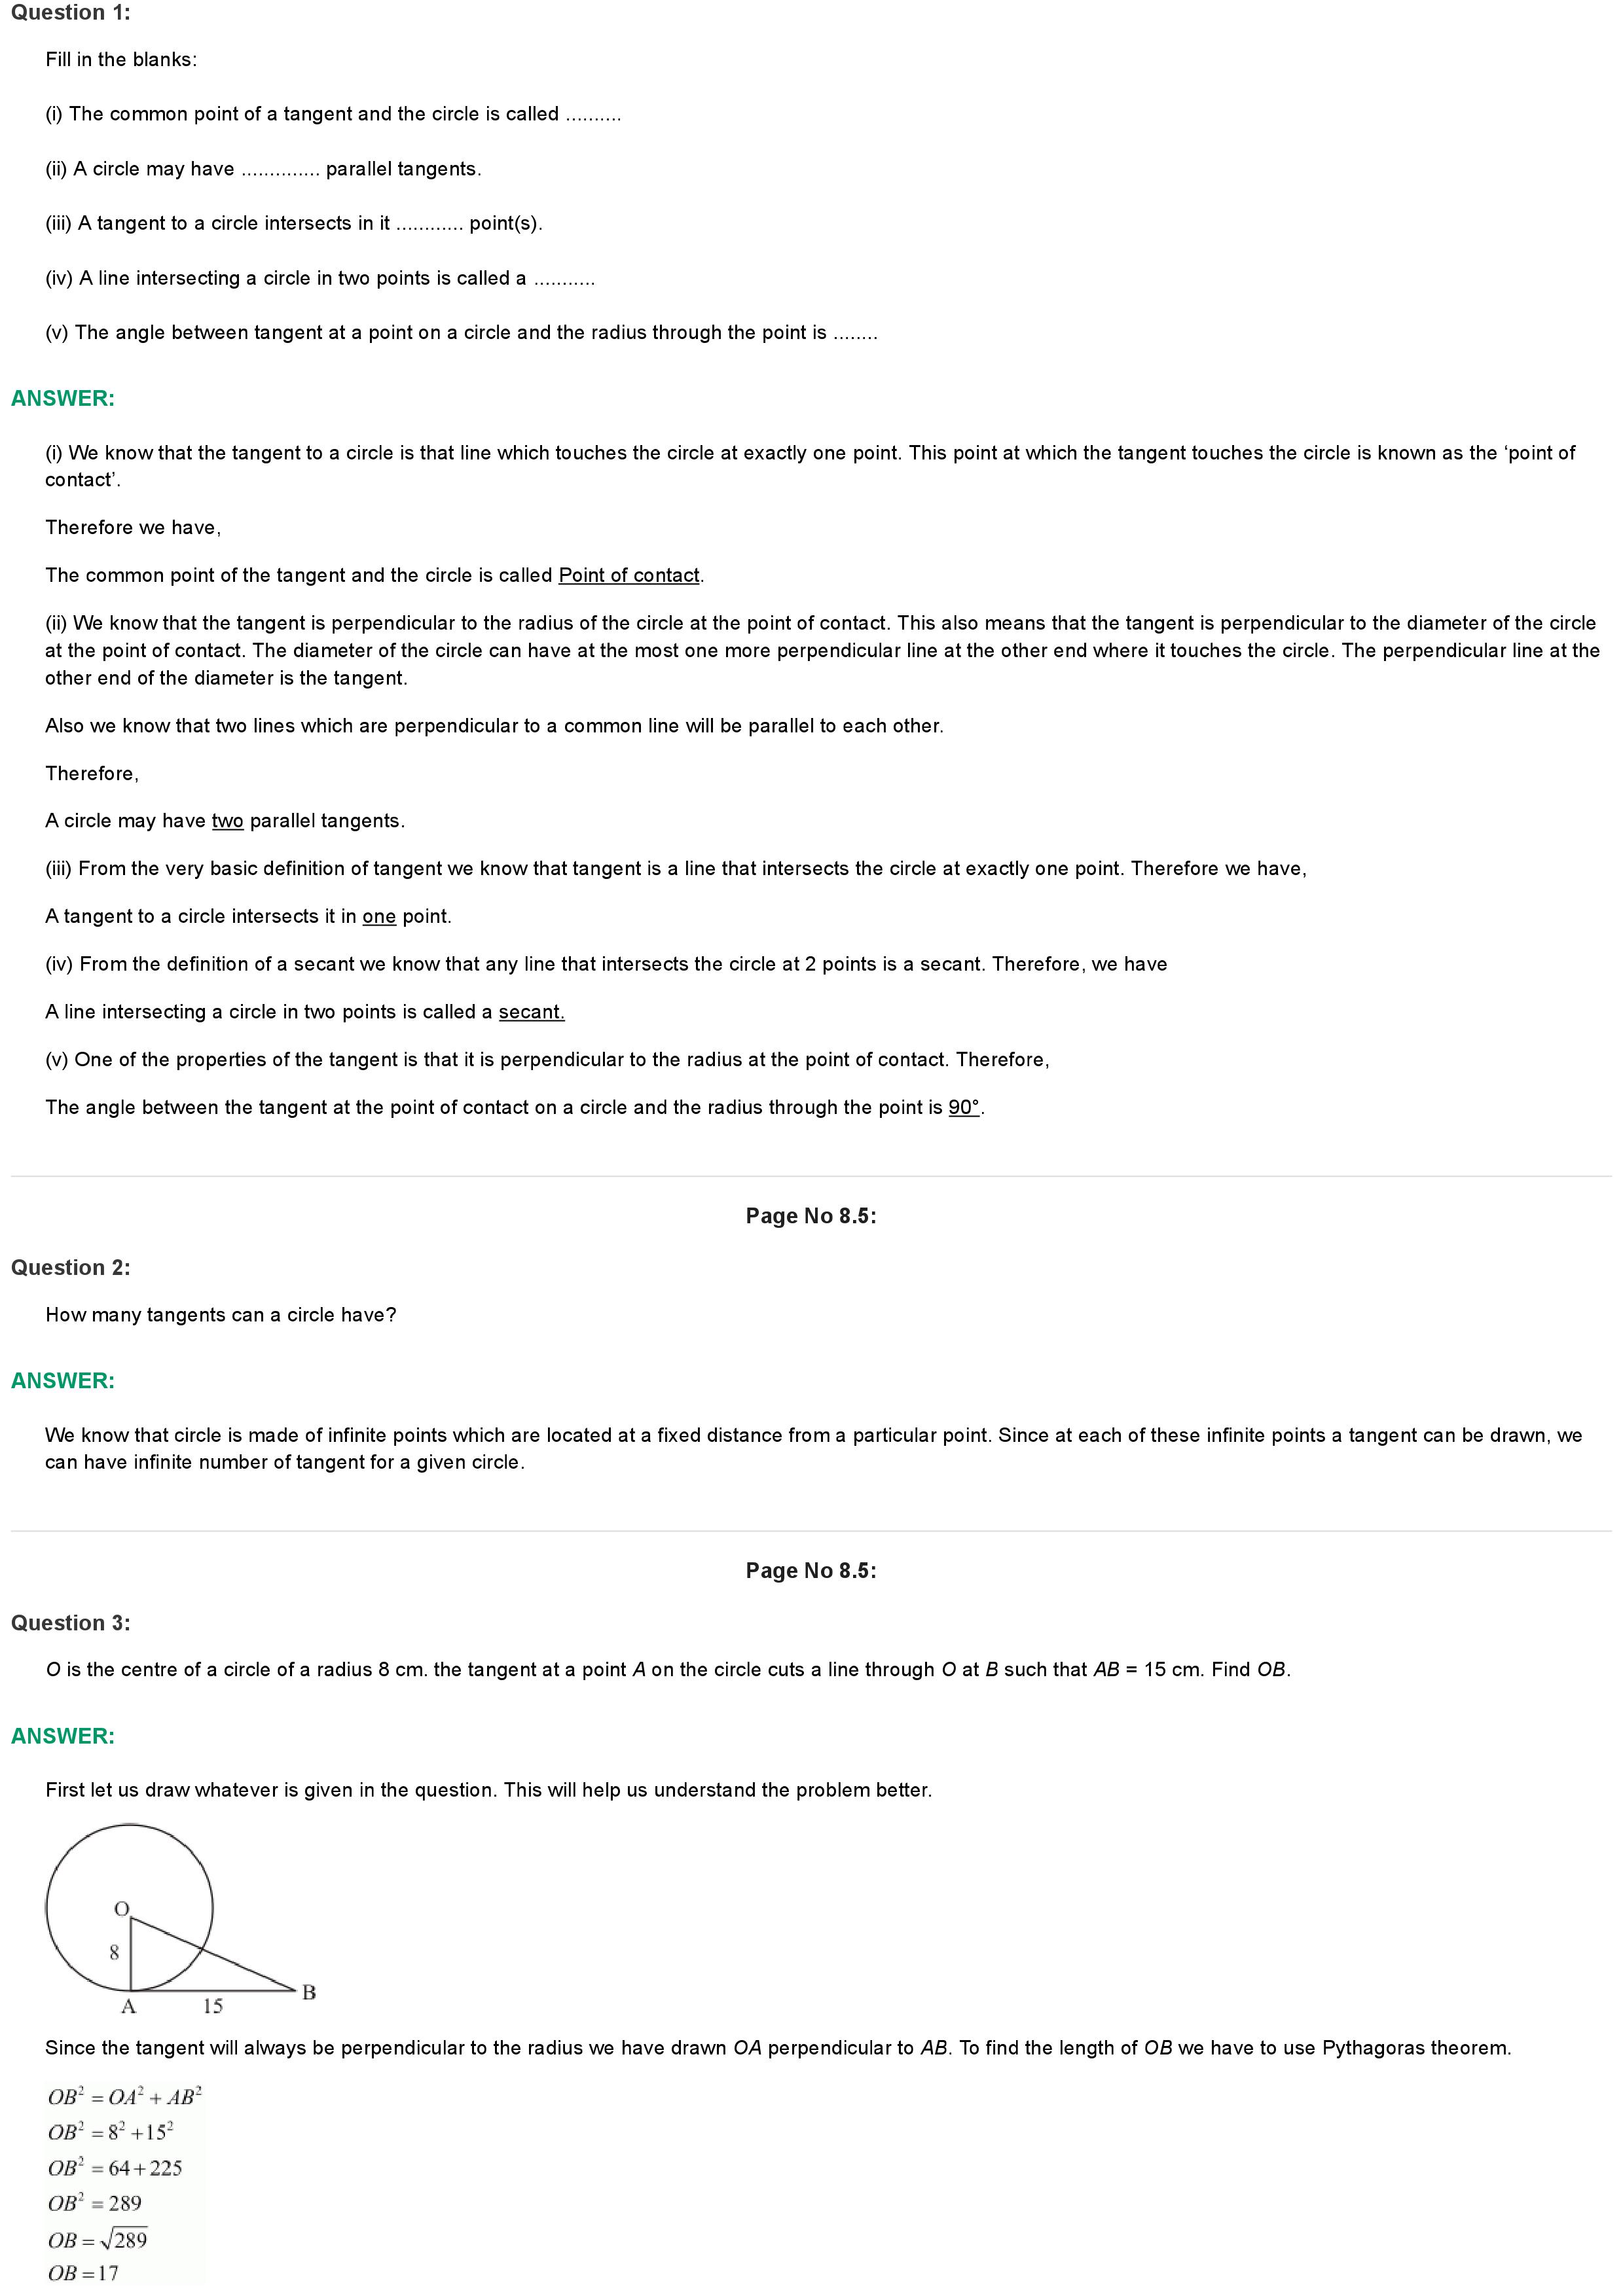 Question 1:
Fill in the blanks:
(i) The common point of a tangent and the circle is called ..........
(ii) A circle may have .............. parallel tangents.
(iii) A tangent to a circle intersects in it ............ point(s).
(iv) A line intersecting a circle in two points is called a ...........
(v) The angle between tangent at a point on a circle and the radius through the point is ........
ANSWER:
(i) We know that the tangent to a circle is that line which touches the circle at exactly one point. This point at which the tangent touches the circle is known as the ‘point of
contact’.
Therefore we have,
The common point of the tangent and the circle is called Point of contact.
(ii) We know that the tangent is perpendicular to the radius of the circle at the point of contact. This also means that the tangent is perpendicular to the diameter of the circle
at the point of contact. The diameter of the circle can have at the most one more perpendicular line at the other end where it touches the circle. The perpendicular line at the
other end of the diameter is the tangent.
Also we know that two lines which are perpendicular to a common line will be parallel to each other.
Therefore,
A circle may have two parallel tangents.
(iii) From the very basic definition of tangent we know that tangent is a line that intersects the circle at exactly one point. Therefore we have,
A tangent to a circle intersects it in one point.
(iv) From the definition of a secant we know that any line that intersects the circle at 2 points is a secant. Therefore, we have
A line intersecting a circle in two points is called a secant.
(v) One of the properties of the tangent is that it is perpendicular to the radius at the point of contact. Therefore,
The angle between the tangent at the point of contact on a circle and the radius through the point is 90°.
Page No 8.5:
Question 2:
How many tangents can a circle have?
ANSWER:
We know that circle is made of infinite points which are located at a fixed distance from a particular point. Since at each of these infinite points a tangent can be drawn, we
can have infinite number of tangent for a given circle.
Page No 8.5:
Question 3:
O is the centre of a circle of a radius 8 cm. the tangent at a point A on the circle cuts a line through O at B such that AB = 15 cm. Find OB.
ANSWER:
First let us draw whatever is given in the question. This will help us understand the problem better.
O
8
B
A 15
Since the tangent will always be perpendicular to the radius we have drawn OA perpendicular to AB. To find the length of OB we have to use Pythagoras theorem.
OB² = OA² + AB²
OB² = 8² +15²
OB² = 64+225
OB² = 289
OB = √289
OB =17